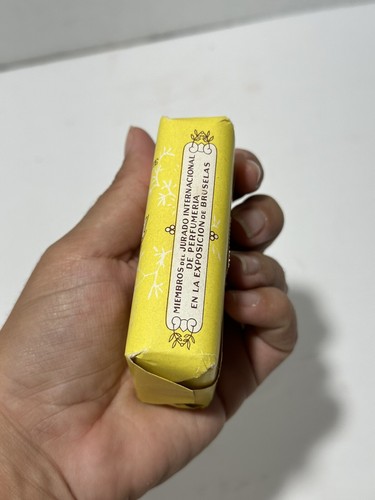 MIEMBROS DEL JURADO INTERNACIONAL
DE PERFUMERIA
EN LA EXPOSICION DE BRUSELAS